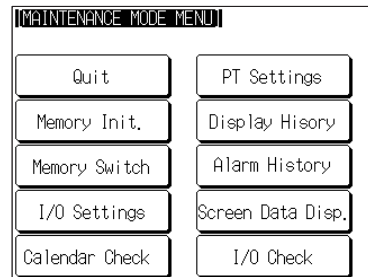 [MAINTENANCE MODE MENU]
Quit
PT Settings
Memory Init.
Display Hisory
Memory Switch
Alarm History
I/O Settings
Screen Data Disp.
Calendar Check
I/O Check